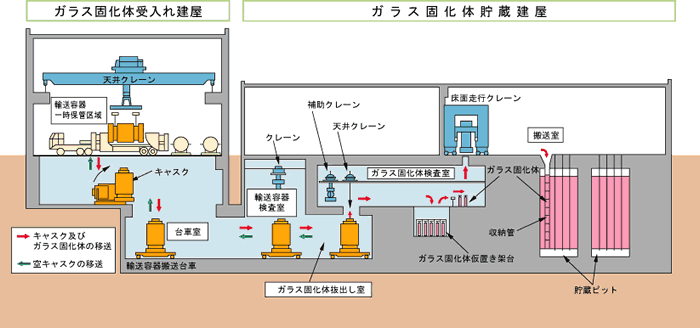 ガラス固化体受入れ建屋
ガラス固化体貯蔵建屋
天井クレーン
輸送容器
一時保管区域
キャスク
台車室
輸送容器搬送台車
クレーン
輸送容器
検査室
補助クレーン
天井クレーン
床面走行クレーン
搬送室
ガラス固化体検査室
ガラス固化体
収納管
ガラス固化体仮置き架台
貯蔵ピット
ガラス固化体抜出し室
キャスク及び
ガラス固化体の移送
空キャスクの移送